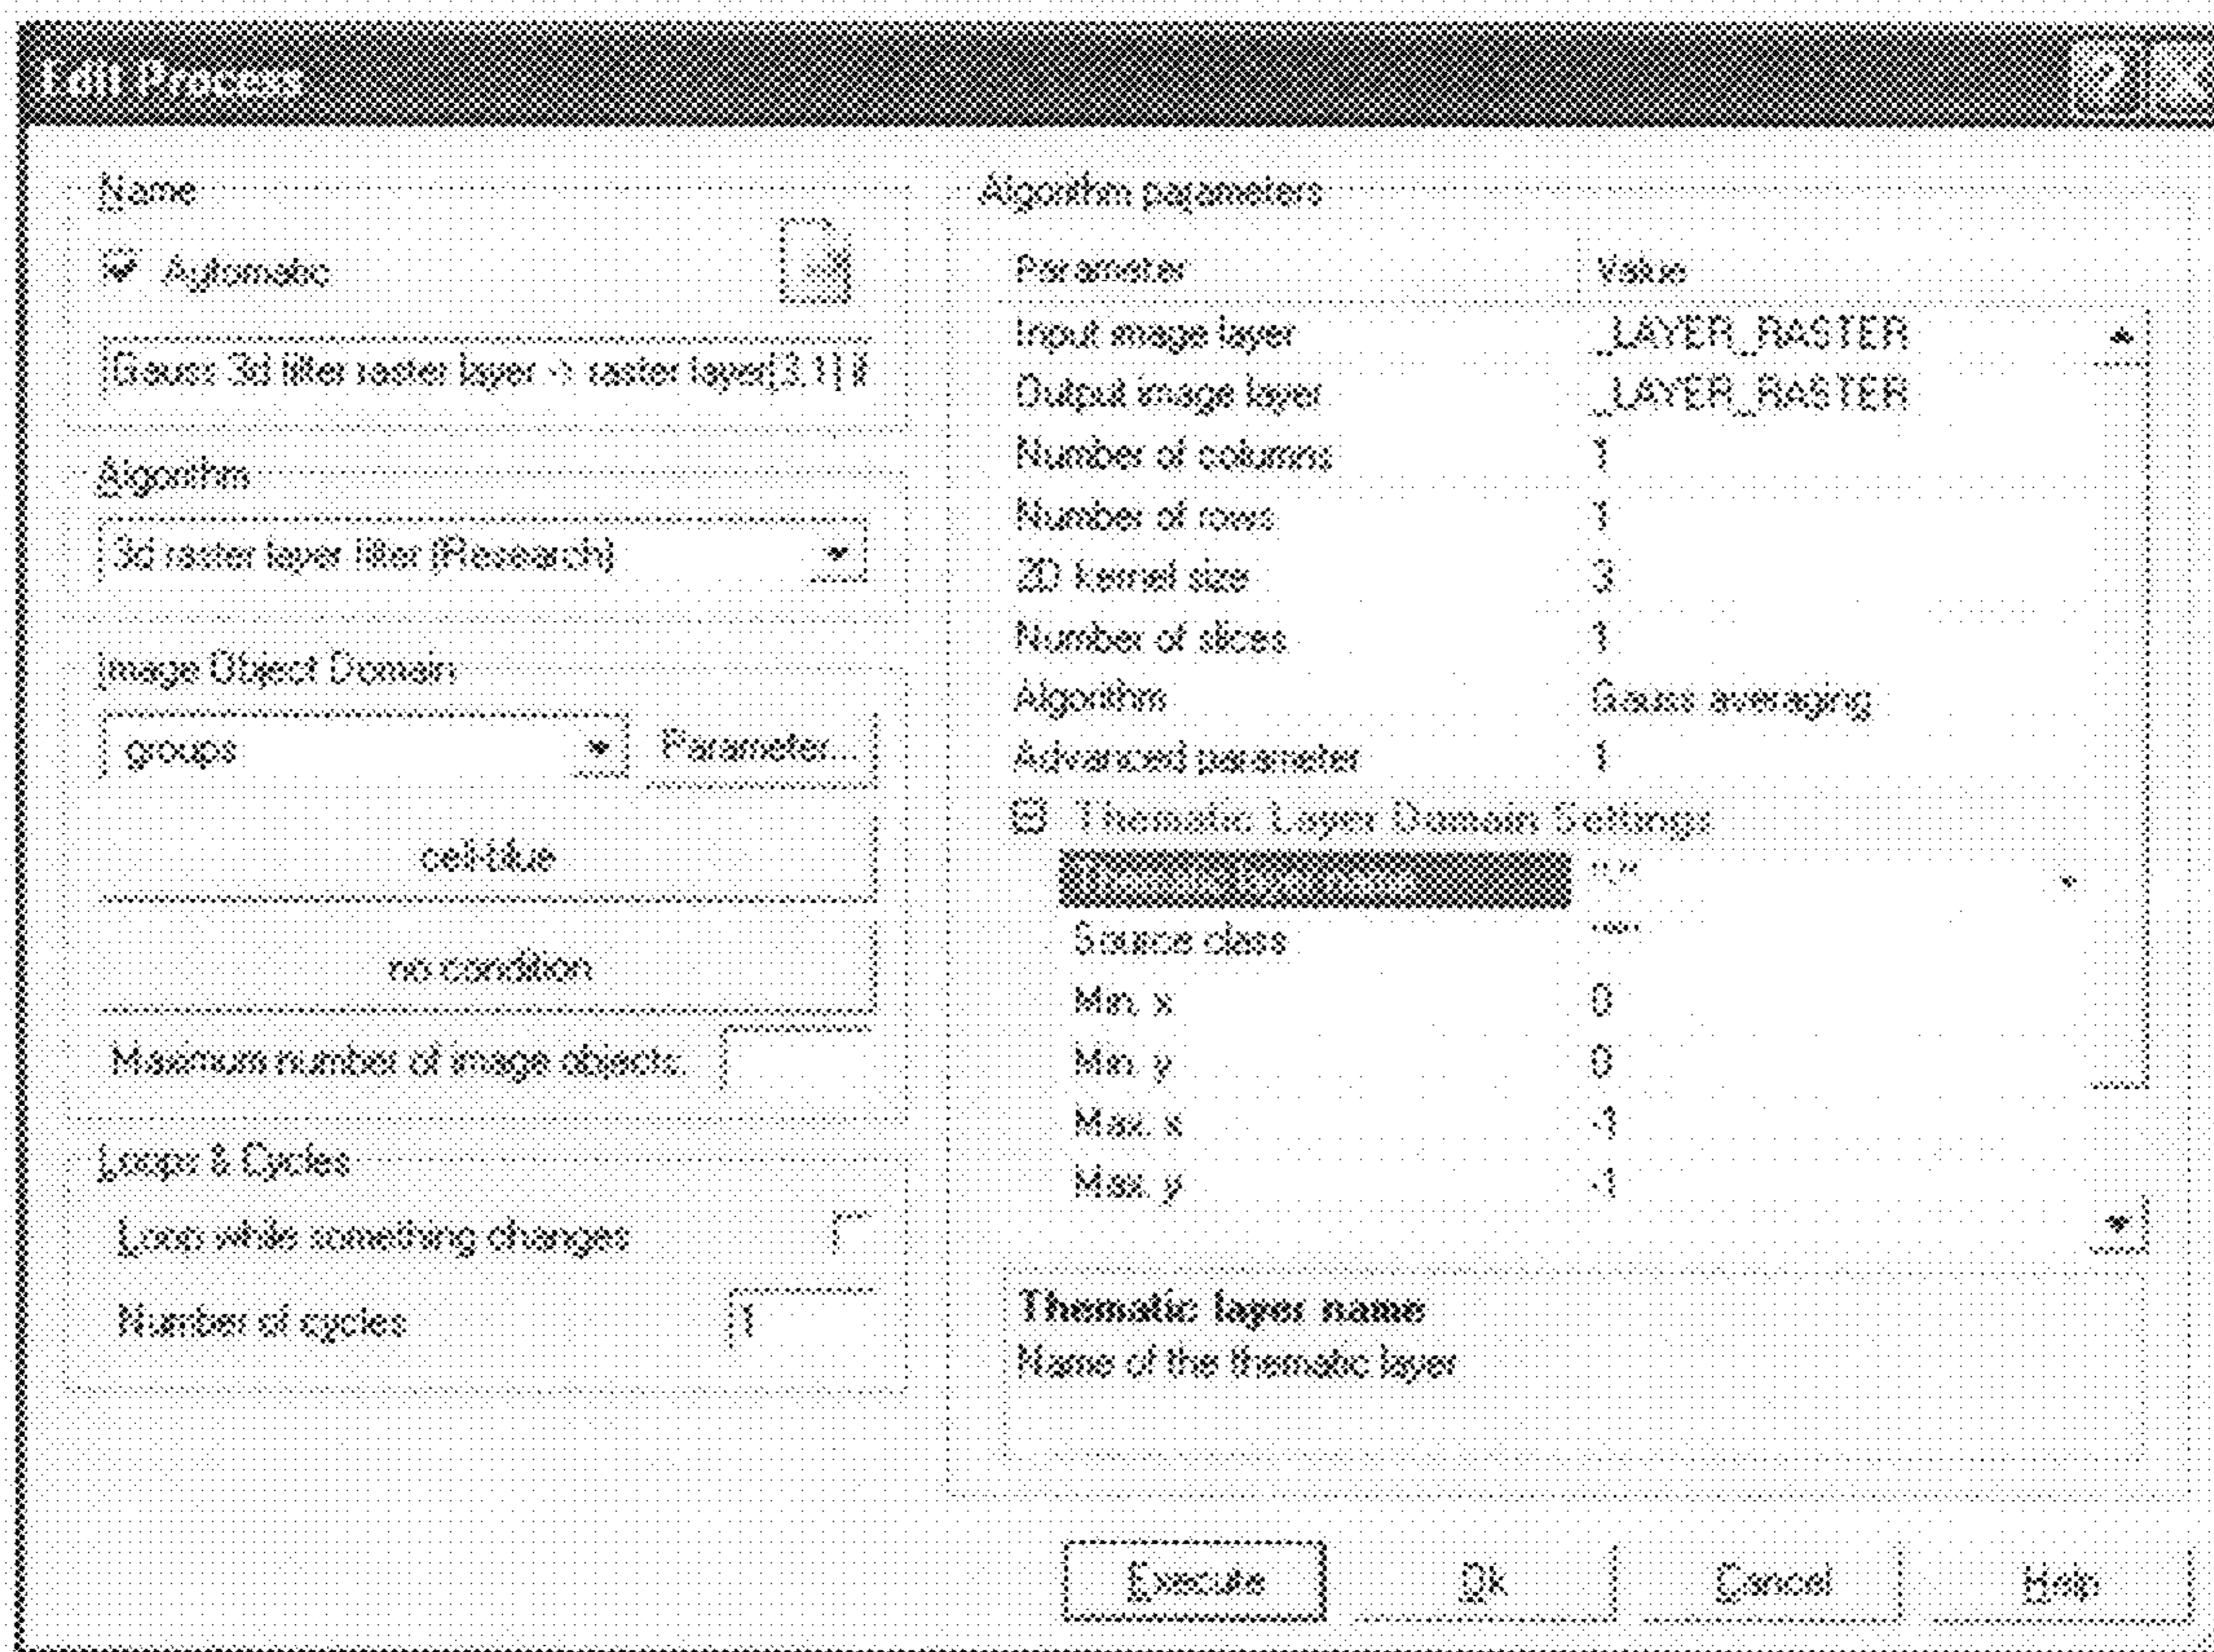 Edit Process
Name
Automatic
Gauss 3d filter raster layer -> raster layer[3,1] if
Algorithm
3d raster layer filter (Research)
Image Object Domain
groups
Parameter...
cell-blue
no condition
Maximum number of image objects:
Loops & Cycles
Loop while something changes
Number of cycles
1
Algorithm parameters
Parameter Value
Input image layer _LAYER_RASTER
Output image layer _LAYER_RASTER
Number of columns 1
Number of rows 1
2D kernel size 3
Number of slices 1
Algorithm Gauss averaging
Advanced parameter 1
Thematic Layer Domain Settings
""
Source class ""
Min. x 0
Min. y 0
Max. x -1
Max. y -1
Thematic layer name
Name of the thematic layer
Execute Ok Cancel Help